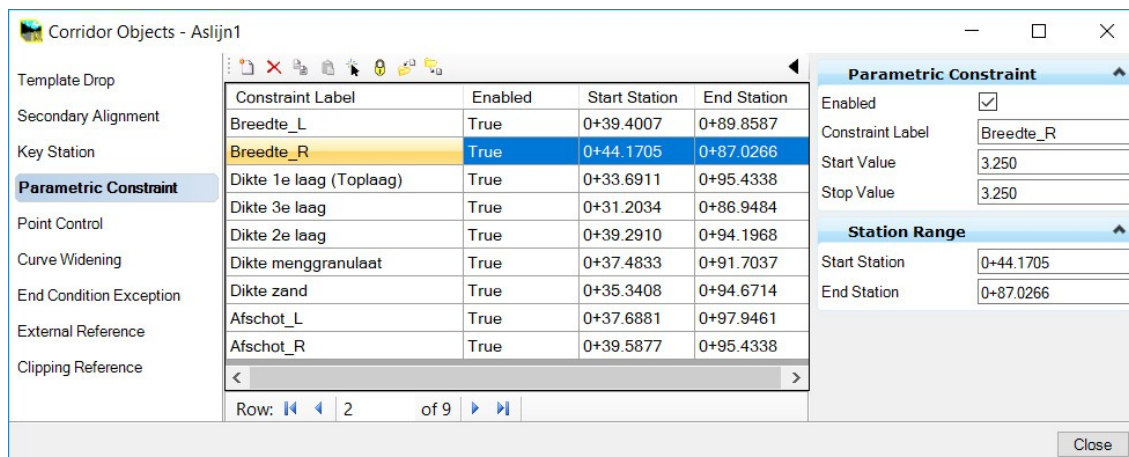 Corridor Objects - Aslijn1
Template Drop
Secondary Alignment
Key Station
Parametric Constraint
Point Control
Curve Widening
End Condition Exception
External Reference
Clipping Reference
Constraint Label Enabled Start Station End Station
Breedte_L True 0+39.4007 0+89.8587
Breedte_R True 0+44.1705 0+87.0266
Dikte 1e laag (Toplaag) True 0+33.6911 0+95.4338
Dikte 3e laag True 0+31.2034 0+86.9484
Dikte 2e laag True 0+39.2910 0+94.1968
Dikte menggranulaat True 0+37.4833 0+91.7037
Dikte zand True 0+35.3408 0+94.6714
Afschot_L True 0+37.6881 0+97.9461
Afschot_R True 0+39.5877 0+95.4338
Row: 2 of 9
Parametric Constraint
Enabled
Constraint Label Breedte_R
Start Value 3.250
Stop Value 3.250
Station Range
Start Station 0+44.1705
End Station 0+87.0266
Close